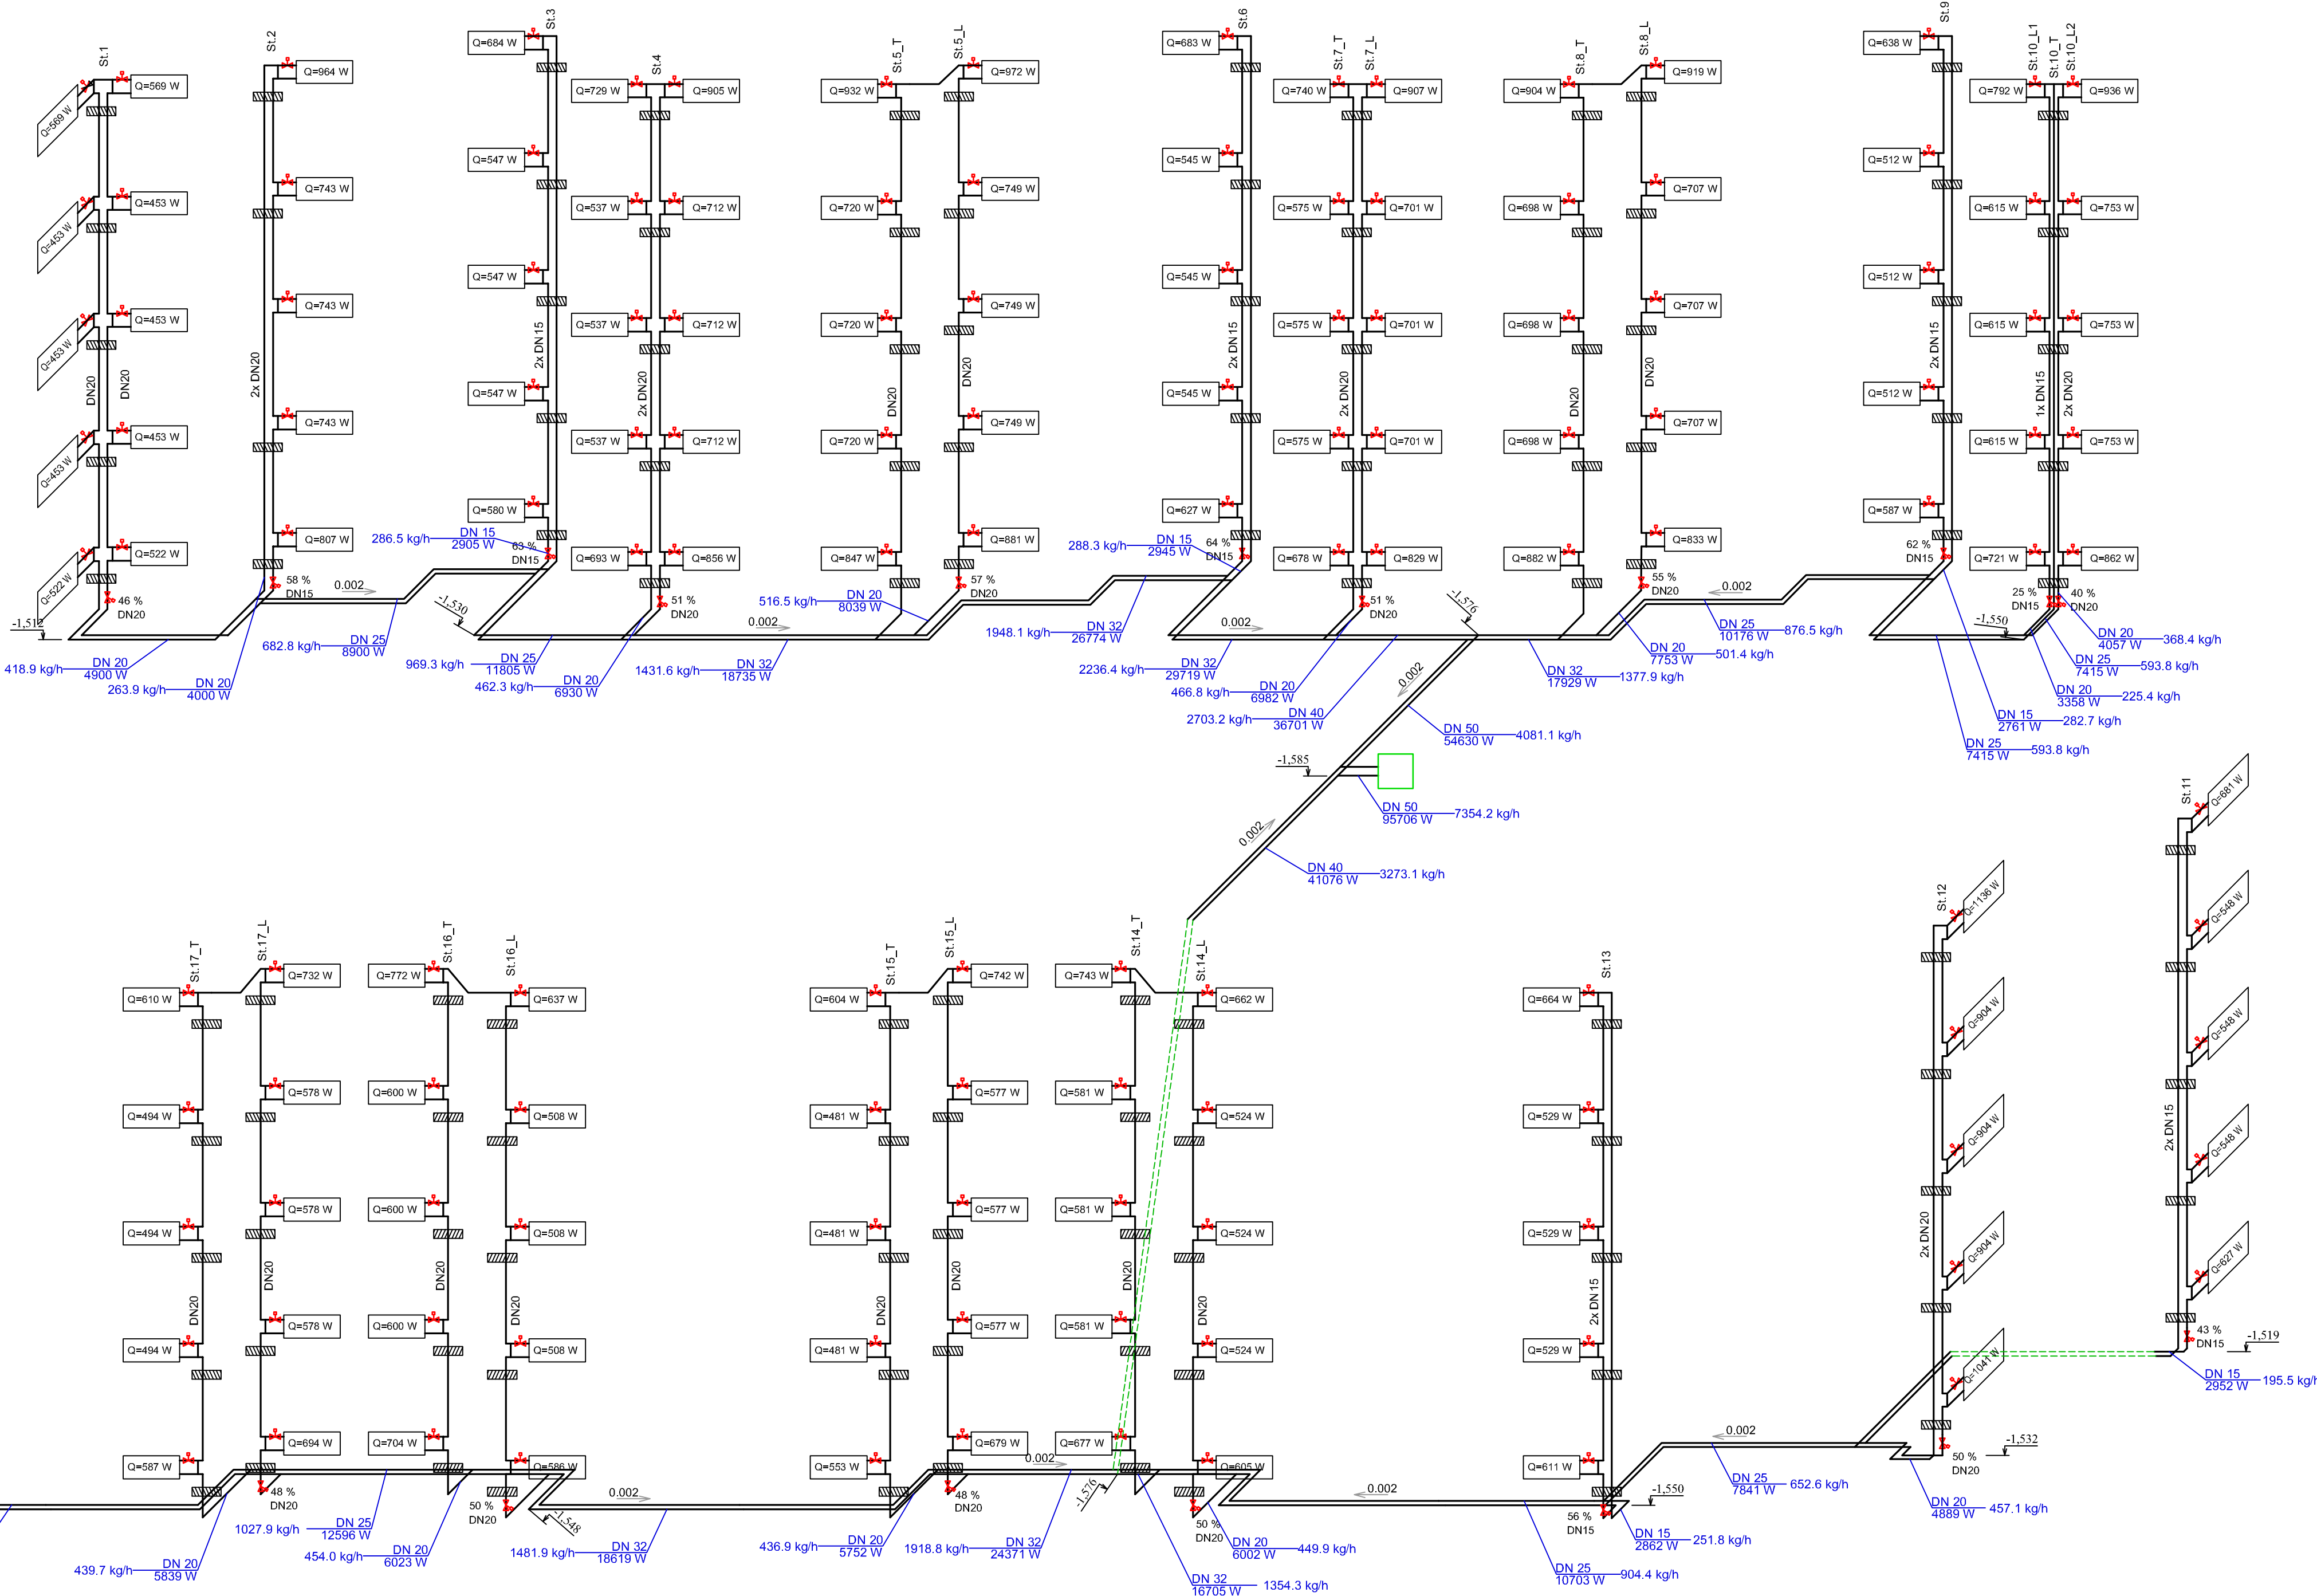 St.1
Q=569 W
Q=569 W
Q=453 W
Q=453 W
Q=453 W
Q=453 W
DN20
DN20
Q=453 W
Q=453 W
Q=522 W
Q=522 W
46 %
DN20
418.9 kg/h
DN 20
4900 W
St.2
Q=964 W
Q=743 W
Q=743 W
2x DN20
Q=743 W
Q=807 W
58 %
DN15
0.002
263.9 kg/h
DN 20
4000 W
682.8 kg/h
DN 25
8900 W
St.3
Q=684 W
Q=547 W
Q=547 W
2x DN15
Q=547 W
Q=580 W
286.5 kg/h
DN 15
2905 W
63 %
DN15
-1,530
969.3 kg/h
DN 25
11805 W
St.4
Q=729 W
Q=905 W
Q=537 W
Q=712 W
Q=537 W
Q=712 W
2x DN20
Q=537 W
Q=712 W
Q=693 W
Q=856 W
51 %
DN20
462.3 kg/h
DN 20
6930 W
0.002
1431.6 kg/h
DN 32
18735 W
St.5_T
St.5_L
Q=932 W
Q=972 W
Q=720 W
Q=749 W
Q=720 W
Q=749 W
DN20
DN20
Q=720 W
Q=749 W
Q=847 W
Q=881 W
57 %
DN20
516.5 kg/h
DN 20
8039 W
1948.1 kg/h
DN 32
26774 W
St.6
Q=683 W
Q=545 W
Q=545 W
2x DN15
Q=545 W
Q=627 W
288.3 kg/h
DN 15
2945 W
64 %
DN15
0.002
2236.4 kg/h
DN 32
29719 W
St.7_T
St.7_L
Q=740 W
Q=907 W
Q=575 W
Q=701 W
Q=575 W
Q=701 W
2x DN20
Q=575 W
Q=701 W
Q=678 W
Q=829 W
51 %
DN20
466.8 kg/h
DN 20
6982 W
2703.2 kg/h
DN 40
36701 W
-1,576
St.8_T
St.8_L
Q=904 W
Q=919 W
Q=698 W
Q=707 W
Q=698 W
Q=707 W
DN20
DN20
Q=698 W
Q=707 W
Q=882 W
Q=833 W
55 %
DN20
0.002
DN 25
10176 W
876.5 kg/h
DN 20
7753 W
501.4 kg/h
DN 32
17929 W
1377.9 kg/h
St.9
Q=638 W
Q=512 W
Q=512 W
2x DN15
Q=512 W
Q=587 W
62 %
DN15
-1,550
St.10_L1
St.10_T
St.10_L2
Q=792 W
Q=936 W
Q=615 W
Q=753 W
Q=615 W
Q=753 W
1x DN15
2x DN20
Q=615 W
Q=753 W
Q=721 W
Q=862 W
25 %
DN15
40 %
DN20
DN 20
4057 W
368.4 kg/h
DN 25
7415 W
593.8 kg/h
DN 20
3358 W
225.4 kg/h
DN 15
2761 W
282.7 kg/h
DN 25
7415 W
593.8 kg/h
0.002
DN 50
54630 W
4081.1 kg/h
-1,585
DN 50
95706 W
7354.2 kg/h
0.002
DN 40
41076 W
3273.1 kg/h
St.17_T
St.17_L
Q=610 W
Q=732 W
Q=494 W
Q=578 W
Q=494 W
Q=578 W
DN20
DN20
Q=494 W
Q=578 W
Q=587 W
Q=694 W
48 %
DN20
439.7 kg/h
DN 20
5839 W
1027.9 kg/h
DN 25
12596 W
St.16_T
St.16_L
Q=772 W
Q=637 W
Q=600 W
Q=508 W
Q=600 W
Q=508 W
DN20
DN20
Q=600 W
Q=508 W
Q=704 W
Q=586 W
50 %
DN20
454.0 kg/h
DN 20
6023 W
-1,548
0.002
1481.9 kg/h
DN 32
18619 W
St.15_T
St.15_L
Q=604 W
Q=742 W
Q=481 W
Q=577 W
Q=481 W
Q=577 W
DN20
DN20
Q=481 W
Q=577 W
Q=553 W
Q=679 W
48 %
DN20
436.9 kg/h
DN 20
5752 W
0.002
1918.8 kg/h
DN 32
24371 W
-1,576
St.14_T
St.14_L
Q=743 W
Q=662 W
Q=581 W
Q=524 W
Q=581 W
Q=524 W
DN20
DN20
Q=581 W
Q=524 W
Q=677 W
Q=605 W
50 %
DN20
DN 20
6002 W
449.9 kg/h
DN 32
16705 W
1354.3 kg/h
0.002
St.13
Q=664 W
Q=529 W
Q=529 W
2x DN15
Q=529 W
Q=611 W
56 %
DN15
-1,550
DN 15
2862 W
251.8 kg/h
DN 25
10703 W
904.4 kg/h
St.12
Q=1136 W
Q=904 W
Q=904 W
2x DN20
Q=904 W
Q=1041 W
50 %
DN20
-1,532
0.002
DN 25
7841 W
652.6 kg/h
DN 20
4889 W
457.1 kg/h
St.11
Q=681 W
Q=548 W
Q=548 W
2x DN15
Q=548 W
Q=627 W
43 %
DN15
-1,519
DN 15
2952 W